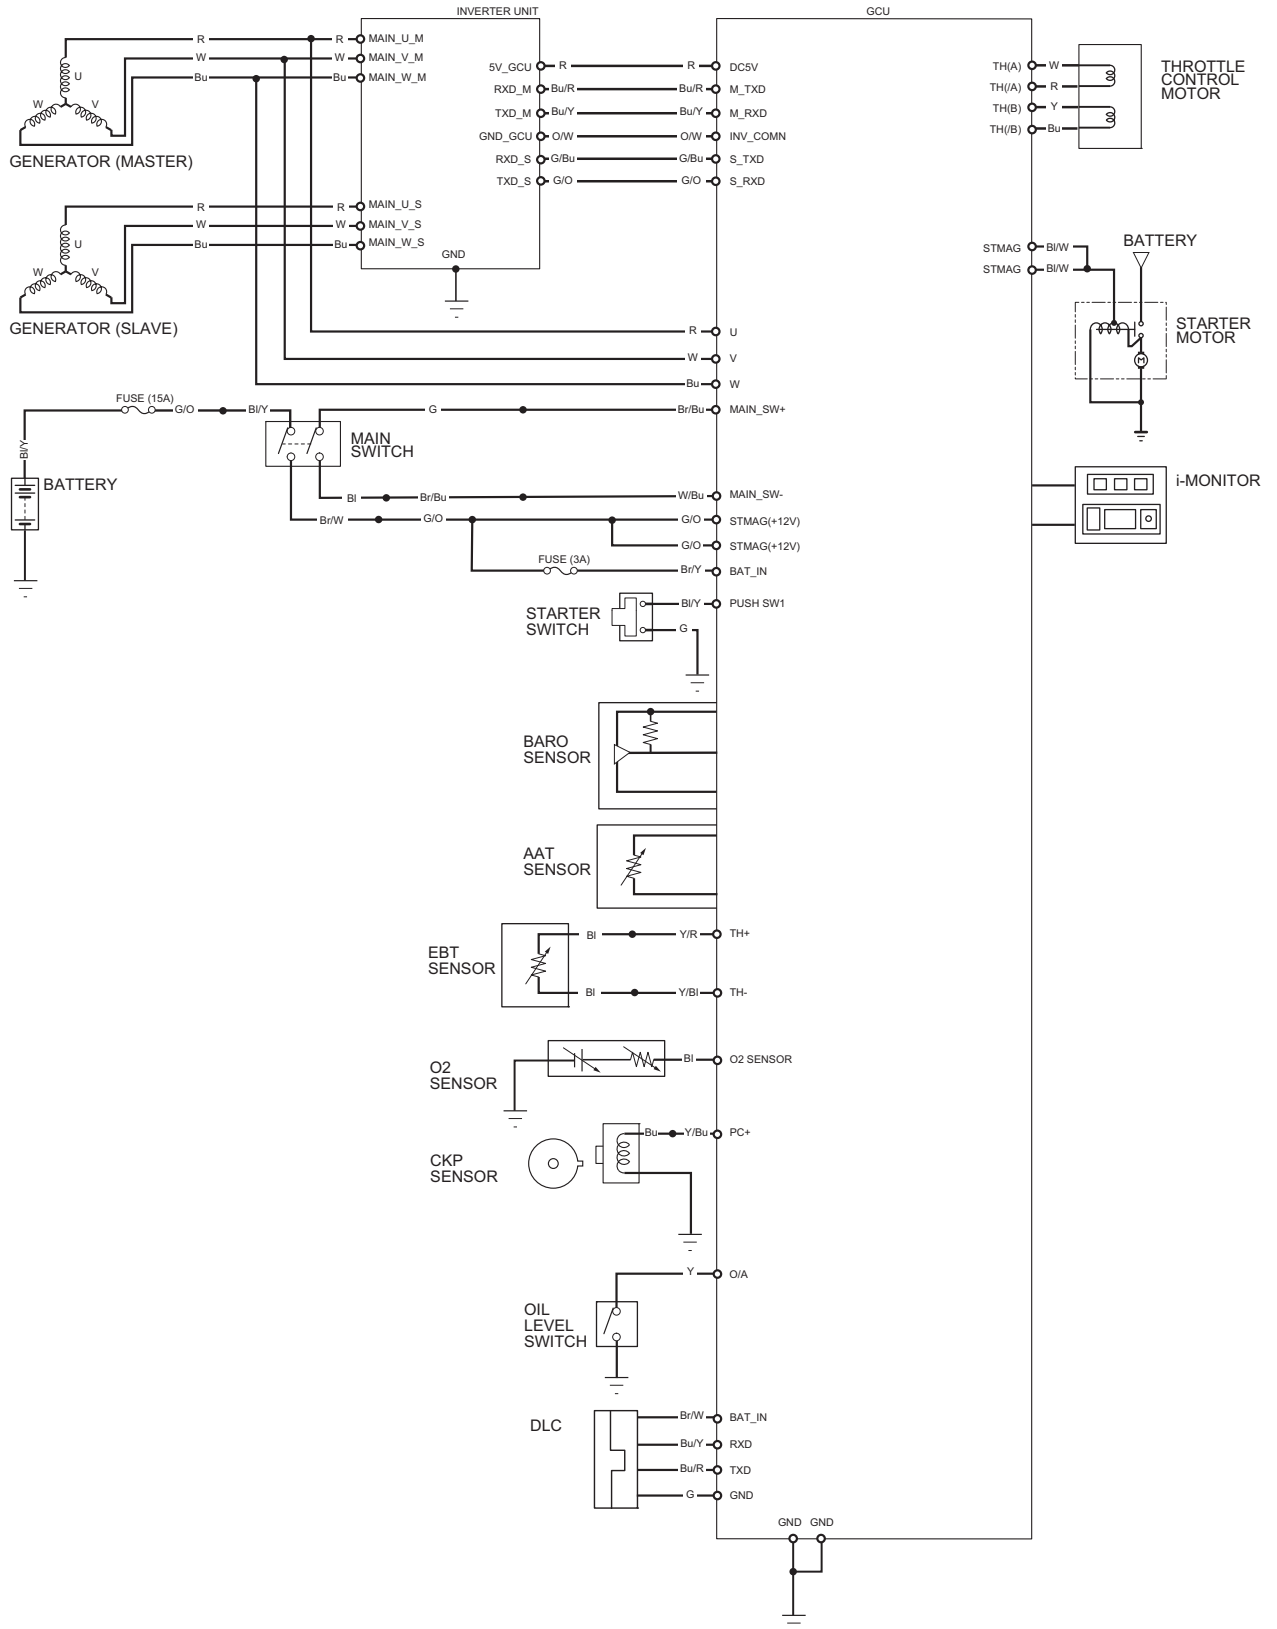 INVERTER UNIT
GCU
R R MAIN_U_M
W W MAIN_V_M
Bu Bu MAIN_W_M
U
W V
GENERATOR (MASTER)
5V_GCU R R DC5V
RXD_M Bu/R Bu/R M_TXD
TXD_M Bu/Y Bu/Y M_RXD
GND_GCU O/W O/W INV_COMN
RXD_S G/Bu G/Bu S_TXD
TXD_S G/O G/O S_RXD
TH(A) W
TH(/A) R
TH(B) Y
TH(/B) Bu
THROTTLE
CONTROL
MOTOR
R R MAIN_U_S
W W MAIN_V_S
Bu Bu MAIN_W_S
U
W V
GENERATOR (SLAVE)
GND
STMAG Bl/W
STMAG Bl/W
BATTERY
STARTER
MOTOR
M
R U
W V
Bu W
FUSE (15A)
G/O Bl/Y
G Br/Bu MAIN_SW+
MAIN
SWITCH
Bl/Y
BATTERY
i-MONITOR
Bl Br/Bu W/Bu MAIN_SW-
Br/W G/O G/O STMAG(+12V)
G/O STMAG(+12V)
FUSE (3A)
Br/Y BAT_IN
STARTER
SWITCH
Bl/Y PUSH SW1
G
BARO
SENSOR
AAT
SENSOR
EBT
SENSOR
Bl Y/R TH+
Bl Y/Bl TH-
O2
SENSOR
Bl O2 SENSOR
CKP
SENSOR
Bu Y/Bu PC+
Y O/A
OIL
LEVEL
SWITCH
DLC
Br/W BAT_IN
Bu/Y RXD
Bu/R TXD
G GND
GND GND